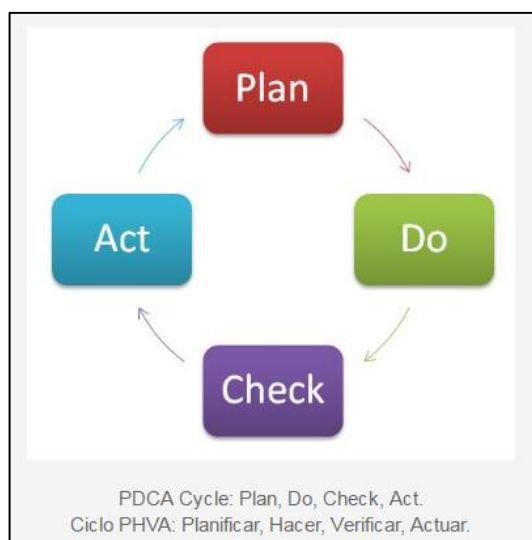 Plan
Do
Check
Act
PDCA Cycle: Plan, Do, Check, Act.
Ciclo PHVA: Planificar, Hacer, Verificar, Actuar.